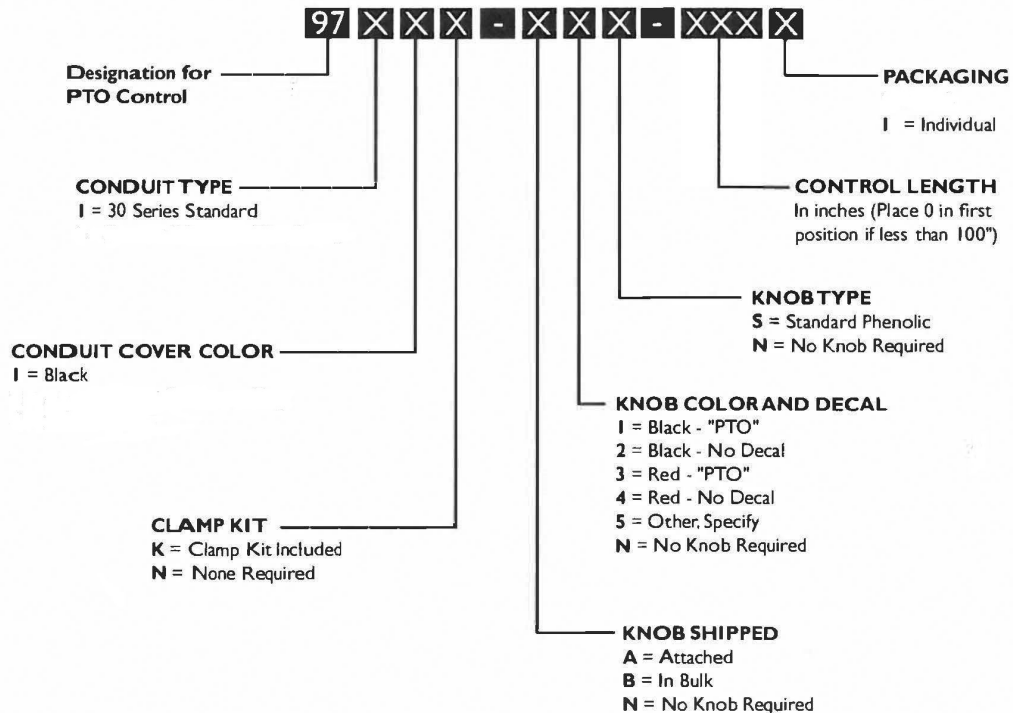 97 X X X - X X X - XXX X
Designation for
PTO Control
PACKAGING
I = Individual
CONDUIT TYPE
I = 30 Series Standard
CONTROL LENGTH
In inches (Place 0 in first
position if less than 100")
KNOB TYPE
S = Standard Phenolic
N = No Knob Required
CONDUIT COVER COLOR
I = Black
KNOB COLOR AND DECAL
1 = Black - "PTO"
2 = Black - No Decal
3 = Red - "PTO"
4 = Red - No Decal
5 = Other, Specify
N = No Knob Required
CLAMP KIT
K = Clamp Kit Included
N = None Required
KNOB SHIPPED
A = Attached
B = In Bulk
N = No Knob Required